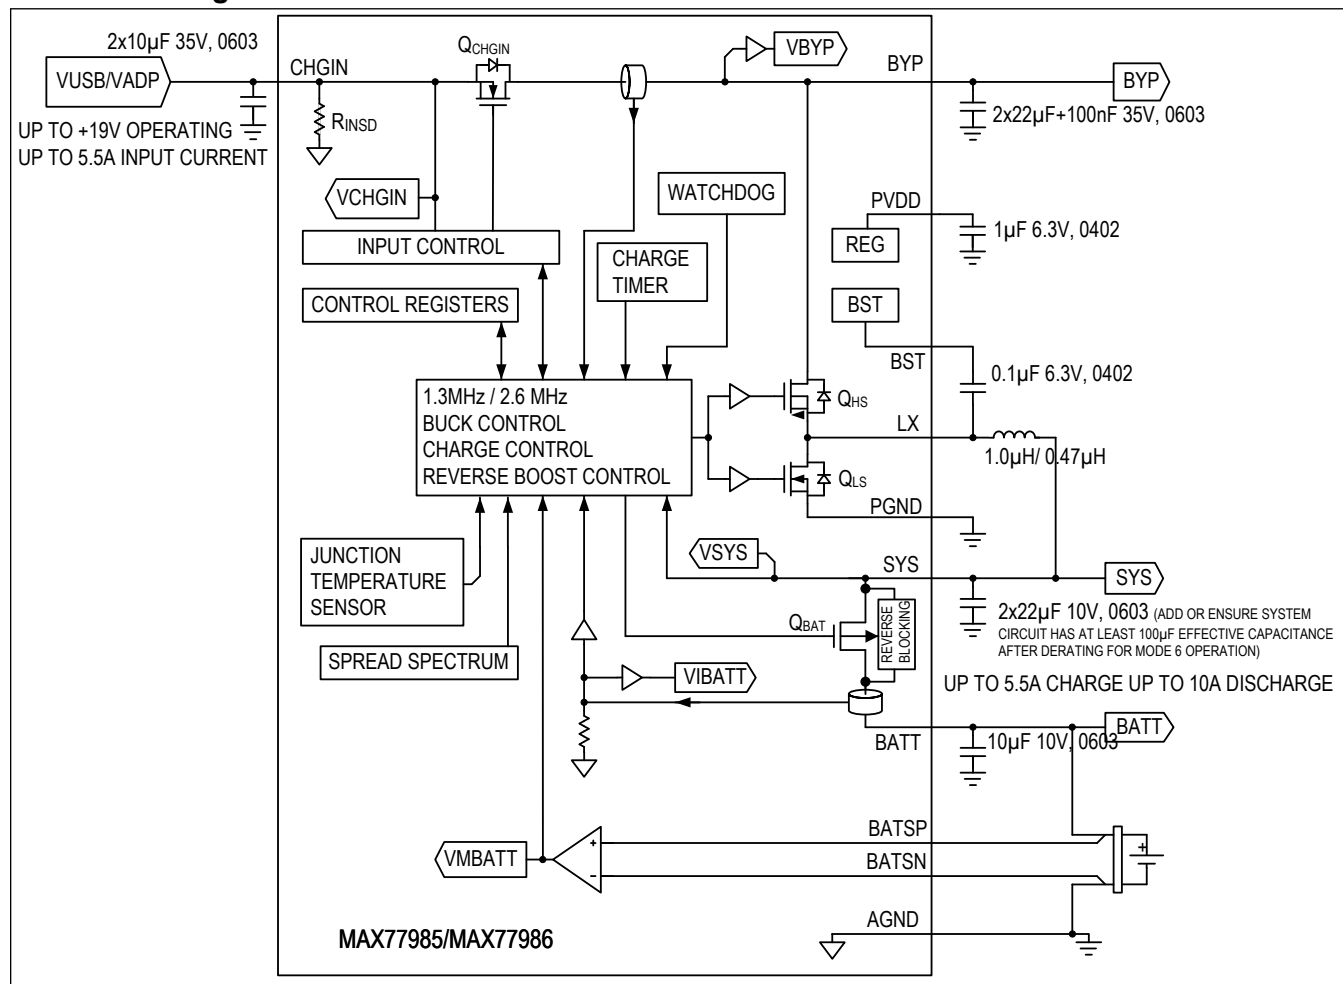 2x10µF 35V, 0603
VUSB/VADP
UP TO +19V OPERATING
UP TO 5.5A INPUT CURRENT
CHGIN
QCHGIN
RINSD
VBYP
BYP
BYP
2x22µF+100nF 35V, 0603
VCHGIN
INPUT CONTROL
CONTROL REGISTERS
WATCHDOG
CHARGE
TIMER
PVDD
REG
1µF 6.3V, 0402
BST
BST
0.1µF 6.3V, 0402
1.3MHz / 2.6 MHz
BUCK CONTROL
CHARGE CONTROL
REVERSE BOOST CONTROL
QHS
LX
1.0µH/ 0.47µH
QLS
PGND
JUNCTION
TEMPERATURE
SENSOR
SPREAD SPECTRUM
VSYS
SYS
SYS
2x22µF 10V, 0603 (ADD OR ENSURE SYSTEM
CIRCUIT HAS AT LEAST 100µF EFFECTIVE CAPACITANCE
AFTER DERATING FOR MODE 6 OPERATION)
QBAT
REVERSE
BLOCKING
VIBATT
UP TO 5.5A CHARGE UP TO 10A DISCHARGE
BATT
BATT
10µF 10V, 0603
BATSP
BATSN
VMBATT
+
-
+
AGND
MAX77985/MAX77986